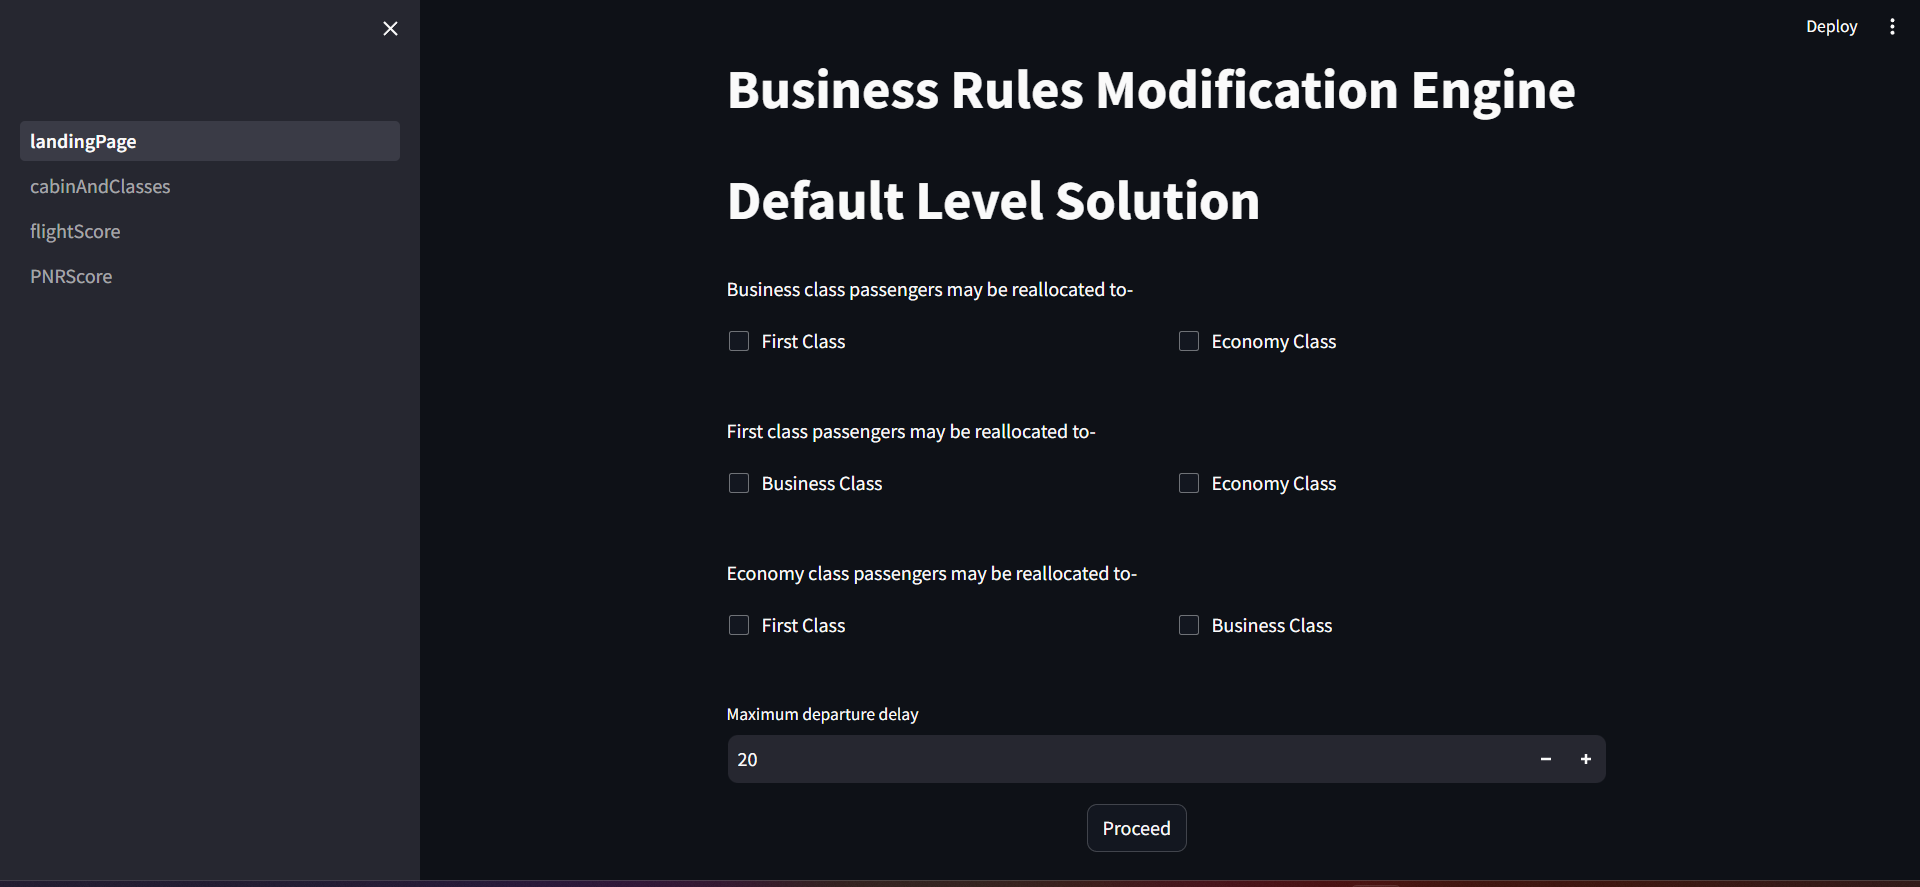 Deploy
landingPage
cabinAndClasses
flightScore
PNRScore
Business Rules Modification Engine
Default Level Solution
Business class passengers may be reallocated to-
First Class
Economy Class
First class passengers may be reallocated to-
Business Class
Economy Class
Economy class passengers may be reallocated to-
First Class
Business Class
Maximum departure delay
20
Proceed